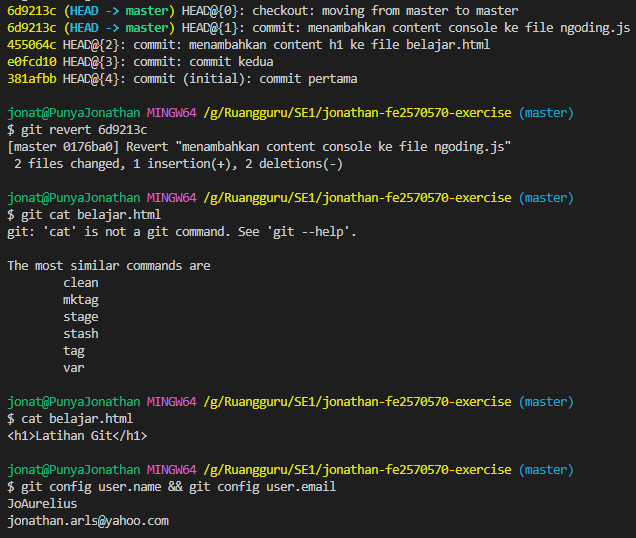 6d9213c (HEAD -> master) HEAD@{0}: checkout: moving from master to master
6d9213c (HEAD -> master) HEAD@{1}: commit: menambahkan content console ke file ngoding.js
455064c HEAD@{2}: commit: menambahkan content h1 ke file belajar.html
e0fcd10 HEAD@{3}: commit: commit kedua
381afbb HEAD@{4}: commit (initial): commit pertama
jonat@PunyaJonathan MINGW64 /g/Ruangguru/SE1/jonathan-fe2570570-exercise (master)
$ git revert 6d9213c
[master 0176ba0] Revert "menambahkan content console ke file ngoding.js"
2 files changed, 1 insertion(+), 2 deletions(-)
jonat@PunyaJonathan MINGW64 /g/Ruangguru/SE1/jonathan-fe2570570-exercise (master)
$ git cat belajar.html
git: 'cat' is not a git command. See 'git --help'.
The most similar commands are
clean
mktag
stage
stash
tag
var
jonat@PunyaJonathan MINGW64 /g/Ruangguru/SE1/jonathan-fe2570570-exercise (master)
$ cat belajar.html
<h1>Latihan Git</h1>
jonat@PunyaJonathan MINGW64 /g/Ruangguru/SE1/jonathan-fe2570570-exercise (master)
$ git config user.name && git config user.email
JoAurelius
jonathan.arls@yahoo.com